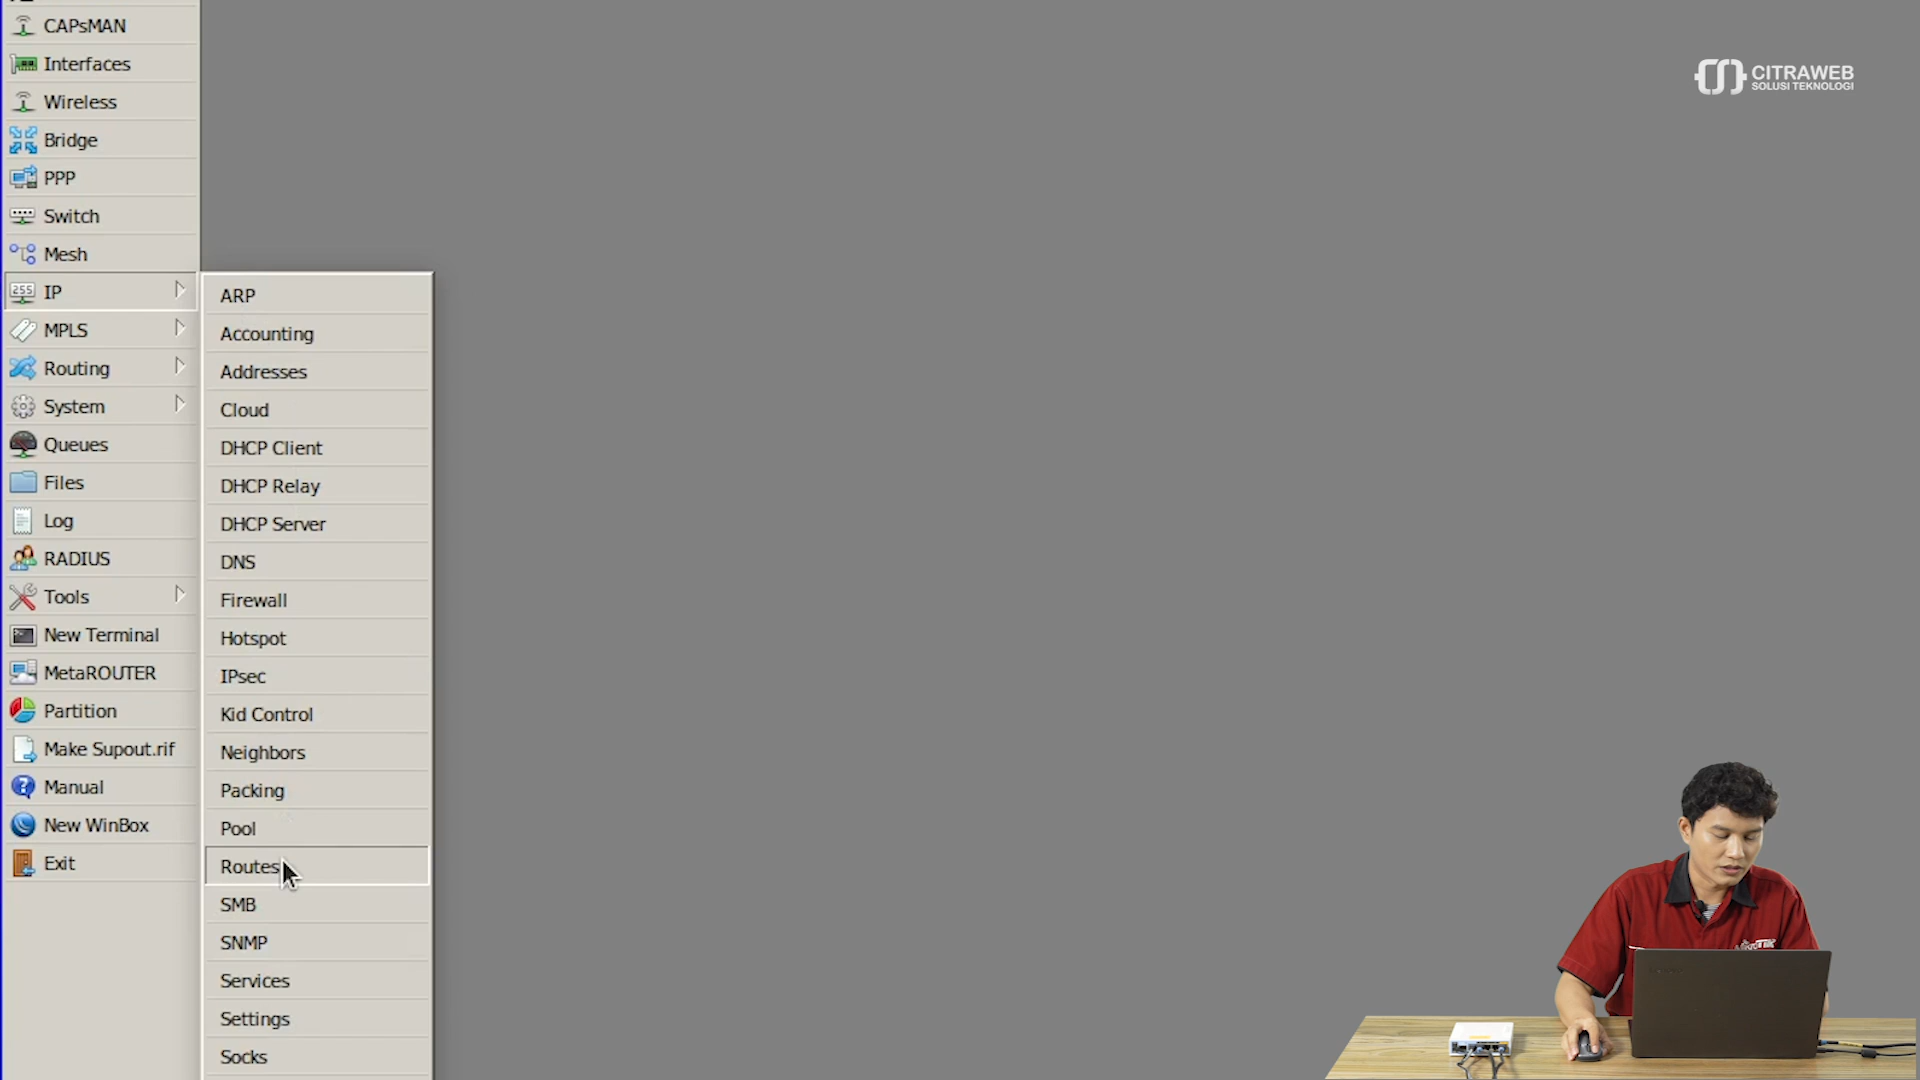 CAPsMAN
Interfaces
Wireless
Bridge
PPP
Switch
Mesh
IP
MPLS
Routing
System
Queues
Files
Log
RADIUS
Tools
New Terminal
MetaROUTER
Partition
Make Supout.rif
Manual
New WinBox
Exit
ARP
Accounting
Addresses
Cloud
DHCP Client
DHCP Relay
DHCP Server
DNS
Firewall
Hotspot
IPsec
Kid Control
Neighbors
Packing
Pool
Routes
SMB
SNMP
Services
Settings
Socks
CITRAWEB
SOLUSI TEKNOLOGI
255